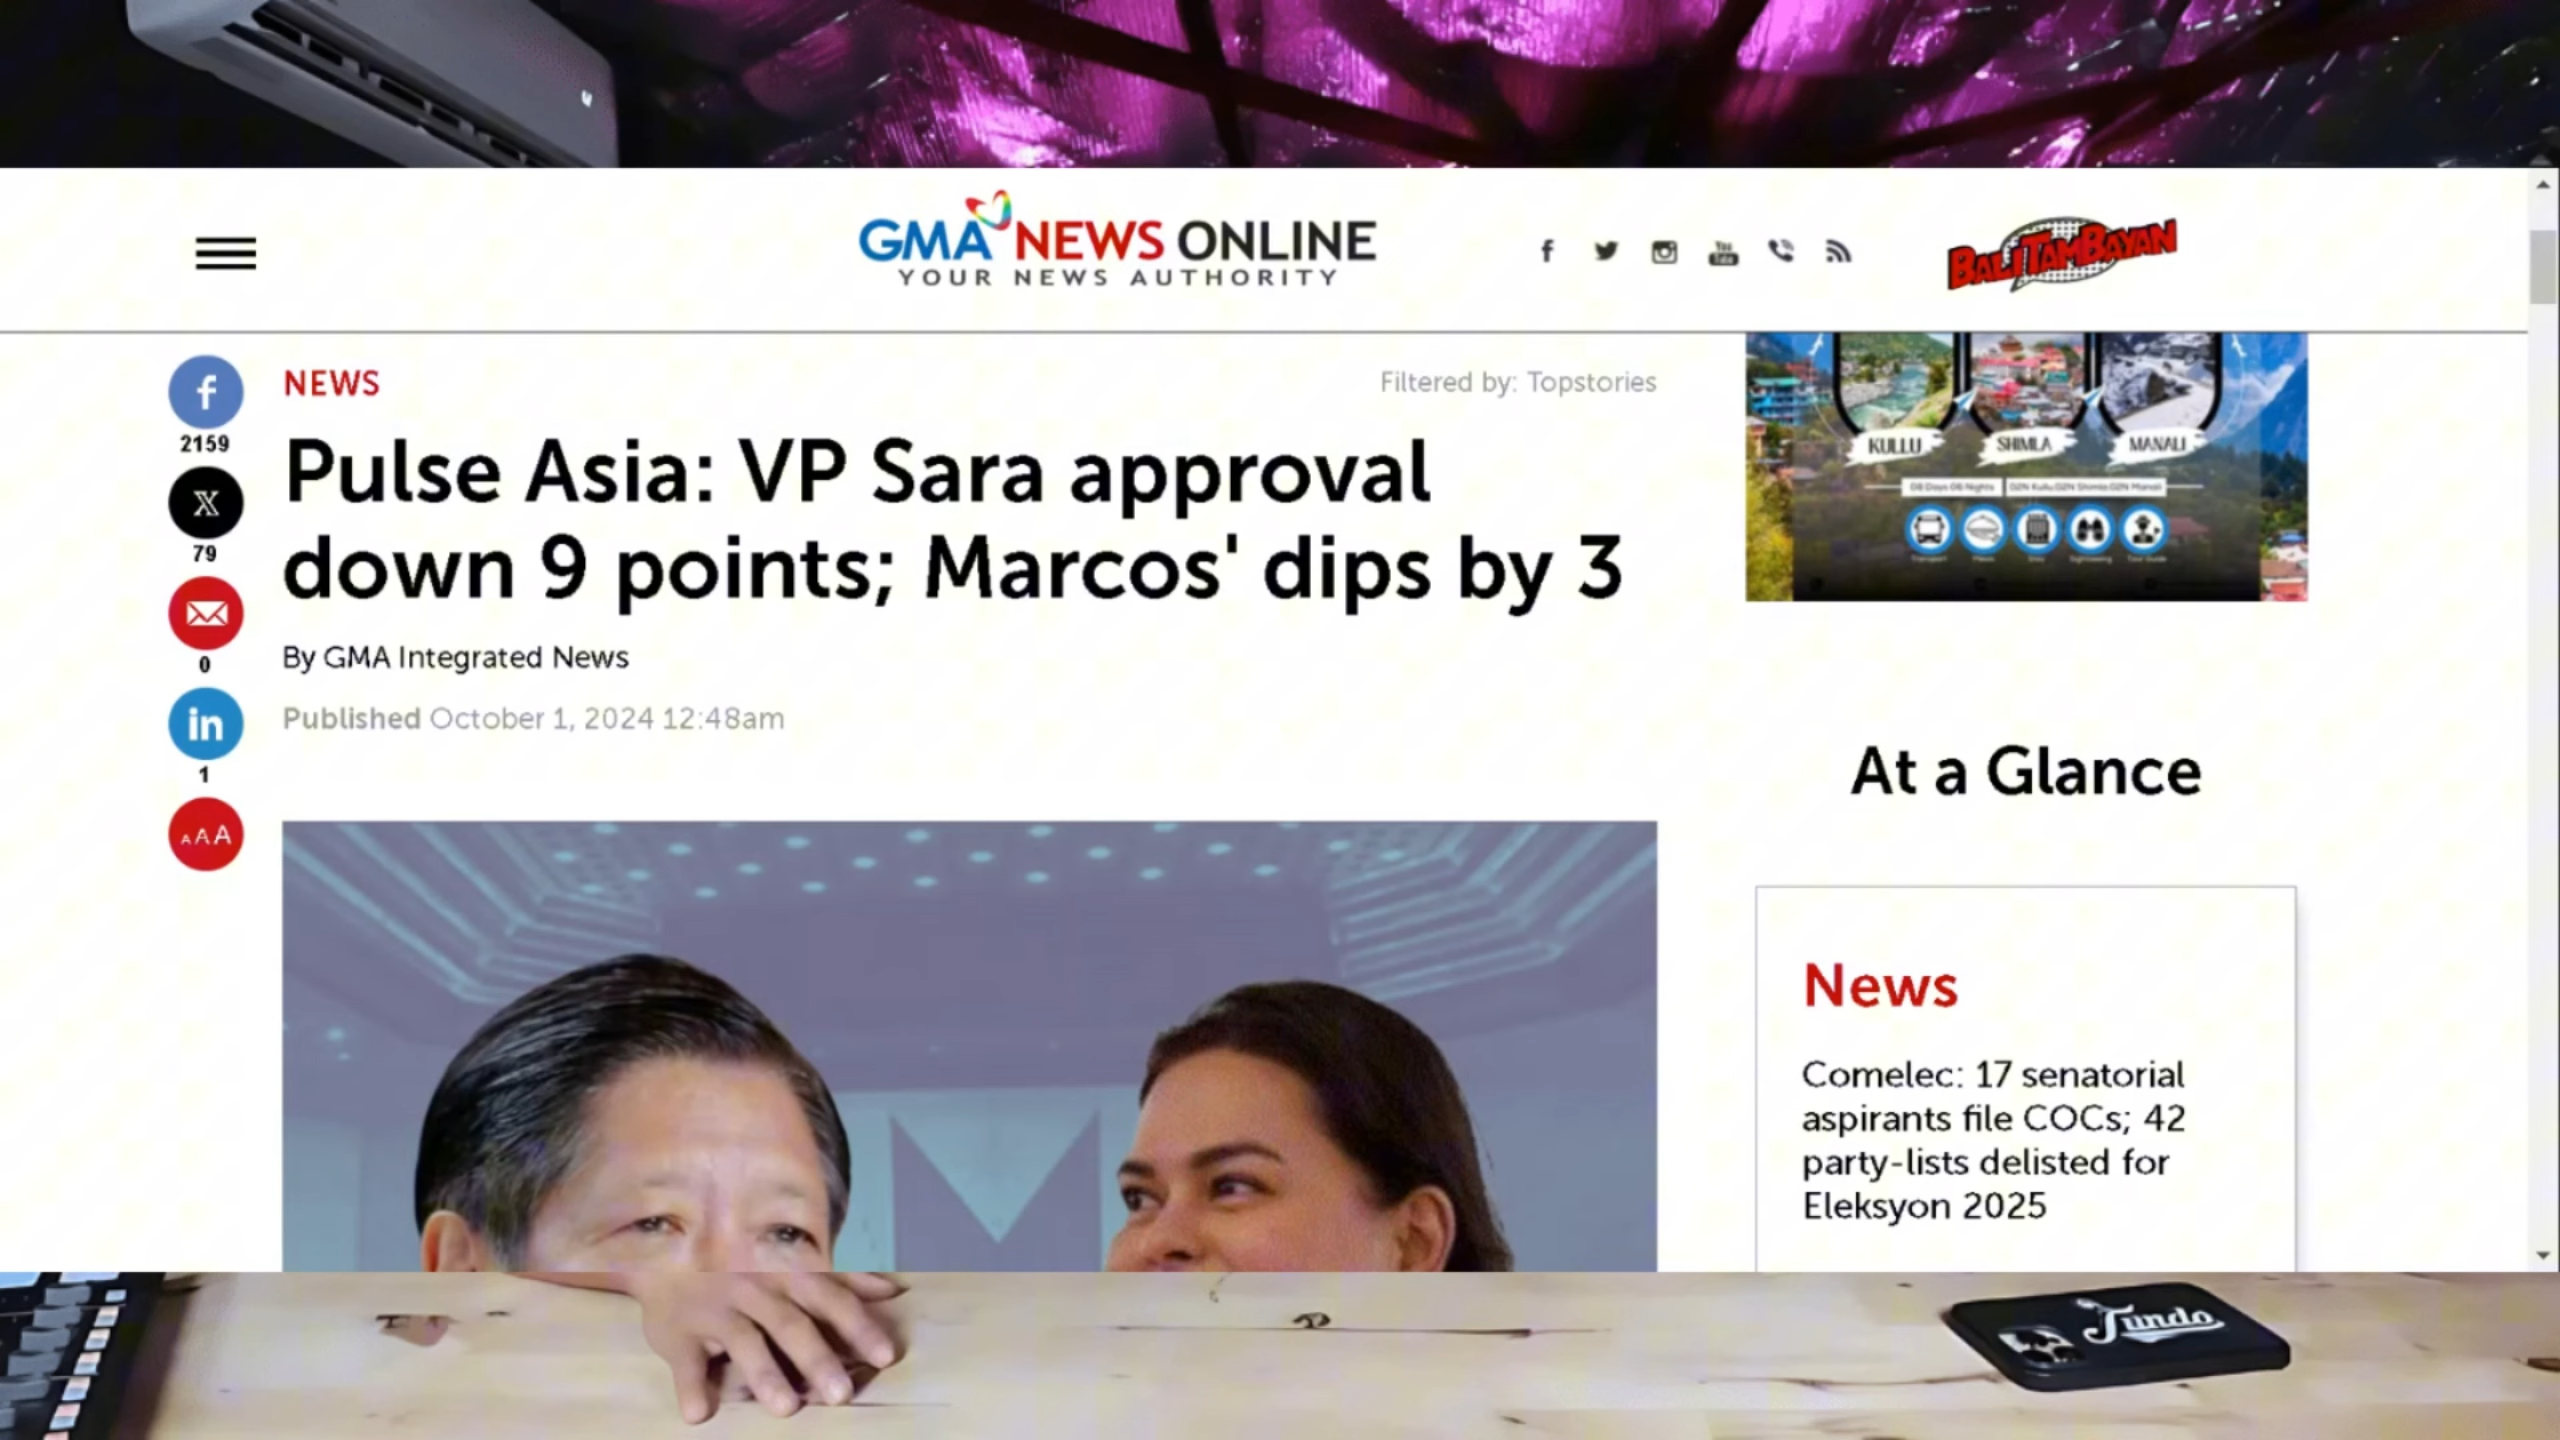 GMA NEWS ONLINE
YOUR NEWS AUTHORITY
BALITAMBAYAN
NEWS
Filtered by: Topstories
Pulse Asia: VP Sara approval
down 9 points; Marcos' dips by 3
By GMA Integrated News
Published October 1, 2024 12:48am
f
2159
X
79
0
in
1
AAA
KULLU
SHIMLA
MANALI
At a Glance
News
Comelec: 17 senatorial
aspirants file COCs; 42
party-lists delisted for
Eleksyon 2025
Tundo